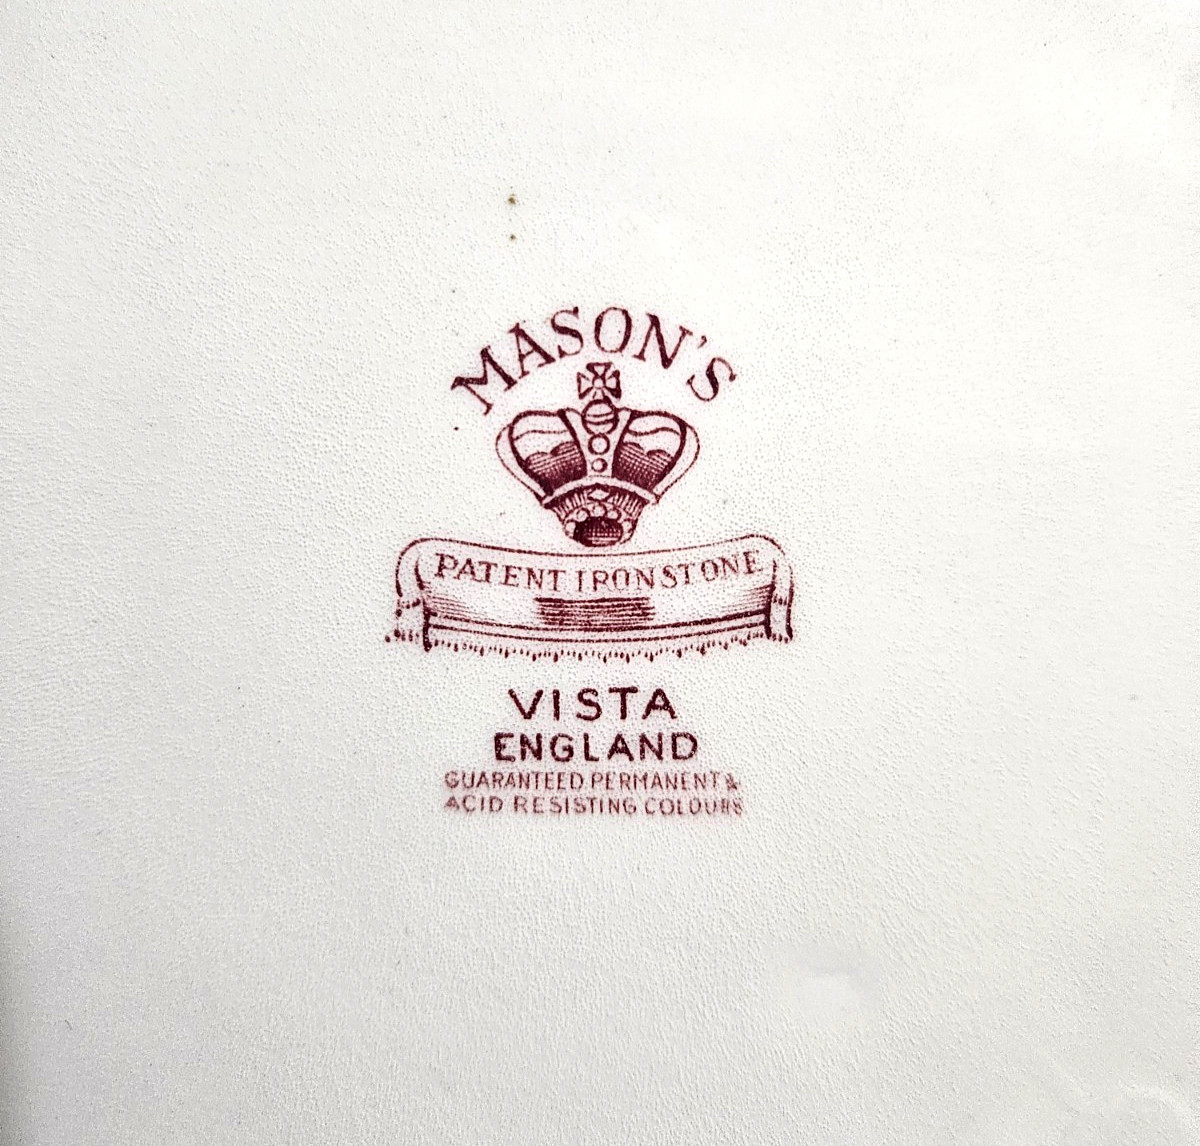 MASON'S
PATENT IRONSTONE
VISTA
ENGLAND
GUARANTEED PERMANENT &
ACID RESISTING COLOURS